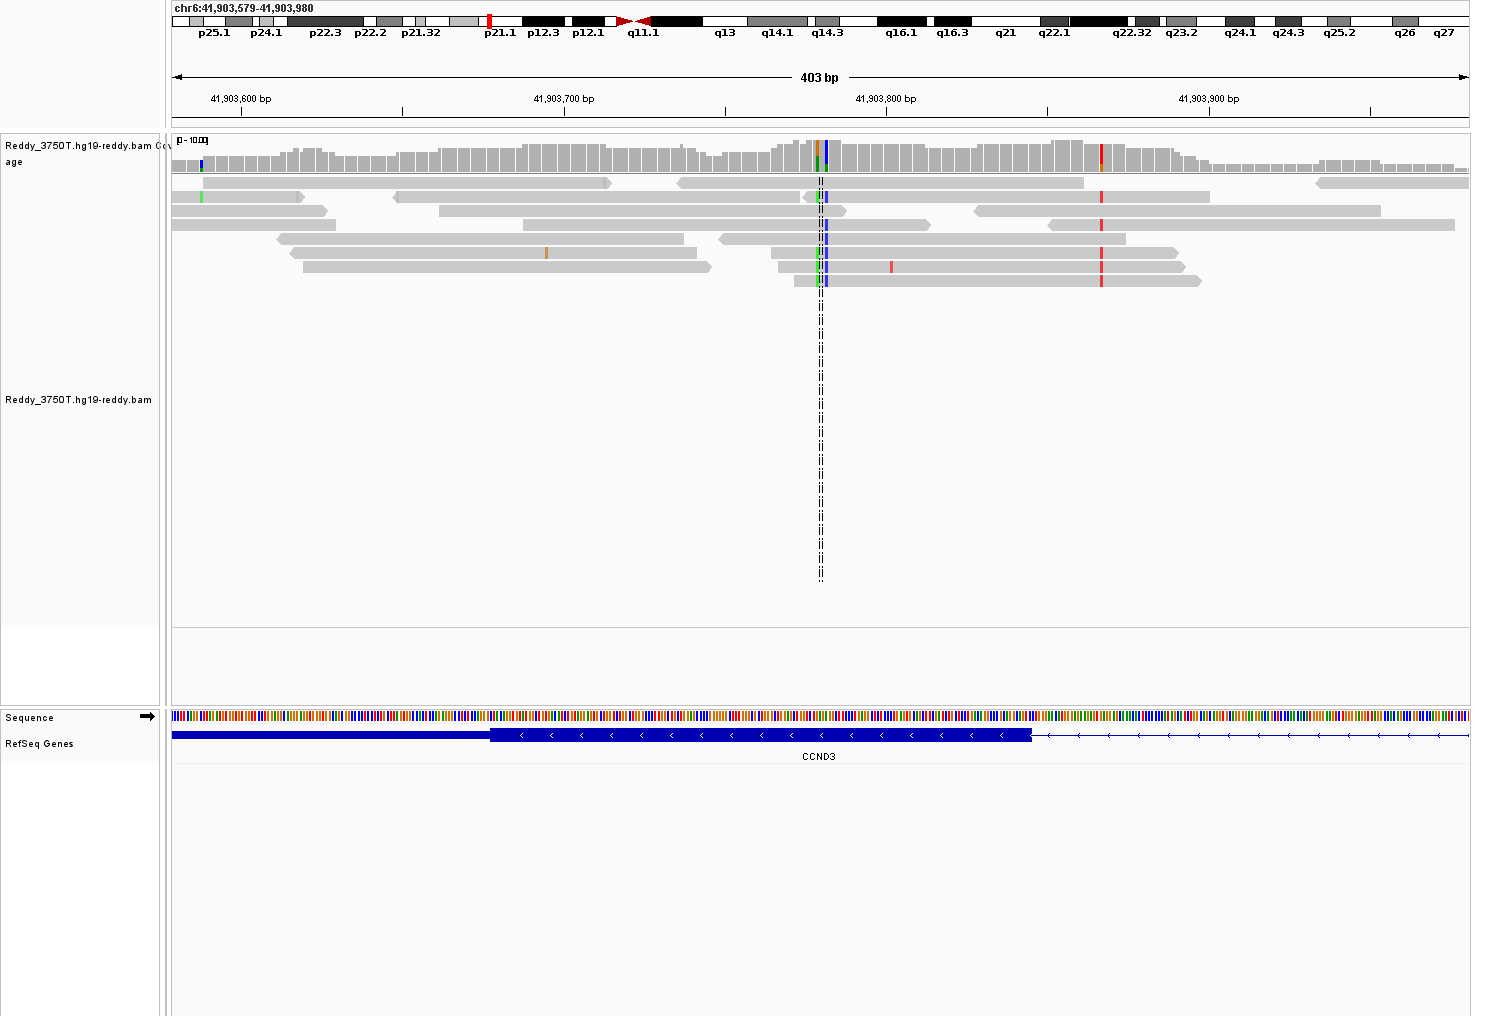 chr6:41,903,579-41,903,980
p25.1 p24.1 p22.3 p22.2 p21.32 p21.1 p12.3 p12.1 q11.1 q13 q14.1 q14.3 q16.1 q16.3 q21 q22.1 q22.32 q23.2 q24.1 q24.3 q25.2 q26 q27
403 bp
41,903,600 bp 41,903,700 bp 41,903,800 bp 41,903,900 bp
[0 - 10.00]
Reddy_3750T.hg19-reddy.bam Cov
age
Reddy_3750T.hg19-reddy.bam
Sequence
RefSeq Genes
CCND3